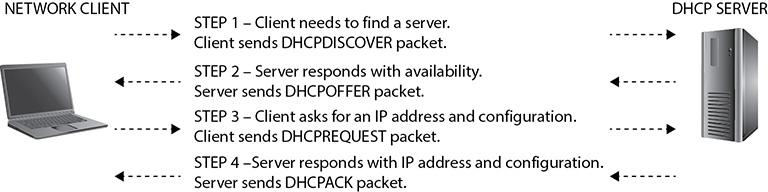 NETWORK CLIENT
DHCP SERVER
STEP 1 – Client needs to find a server.
Client sends DHCPDISCOVER packet.
STEP 2 – Server responds with availability.
Server sends DHCPOFFER packet.
STEP 3 – Client asks for an IP address and configuration.
Client sends DHCPREQUEST packet.
STEP 4 –Server responds with IP address and configuration.
Server sends DHCPACK packet.